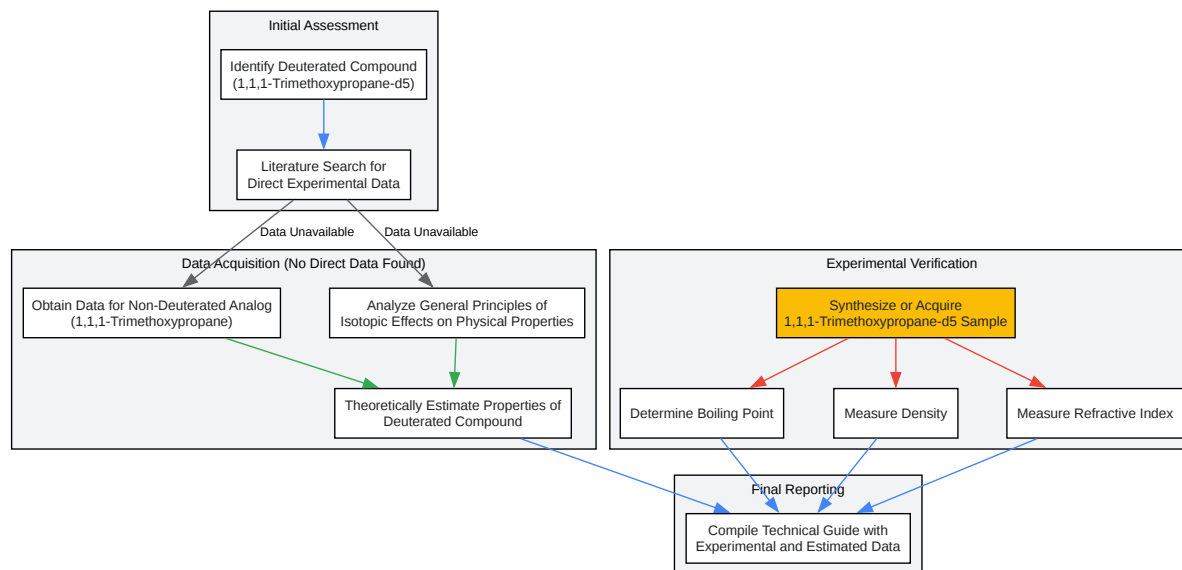 Initial Assessment
Identify Deuterated Compound
(1,1,1-Trimethoxypropane-d5)
Literature Search for
Direct Experimental Data
Data Unavailable
Data Unavailable
Data Acquisition (No Direct Data Found)
Obtain Data for Non-Deuterated Analog
(1,1,1-Trimethoxypropane)
Analyze General Principles of
Isotopic Effects on Physical Properties
Theoretically Estimate Properties of
Deuterated Compound
Experimental Verification
Synthesize or Acquire
1,1,1-Trimethoxypropane-d5 Sample
Determine Boiling Point
Measure Density
Measure Refractive Index
Final Reporting
Compile Technical Guide with
Experimental and Estimated Data